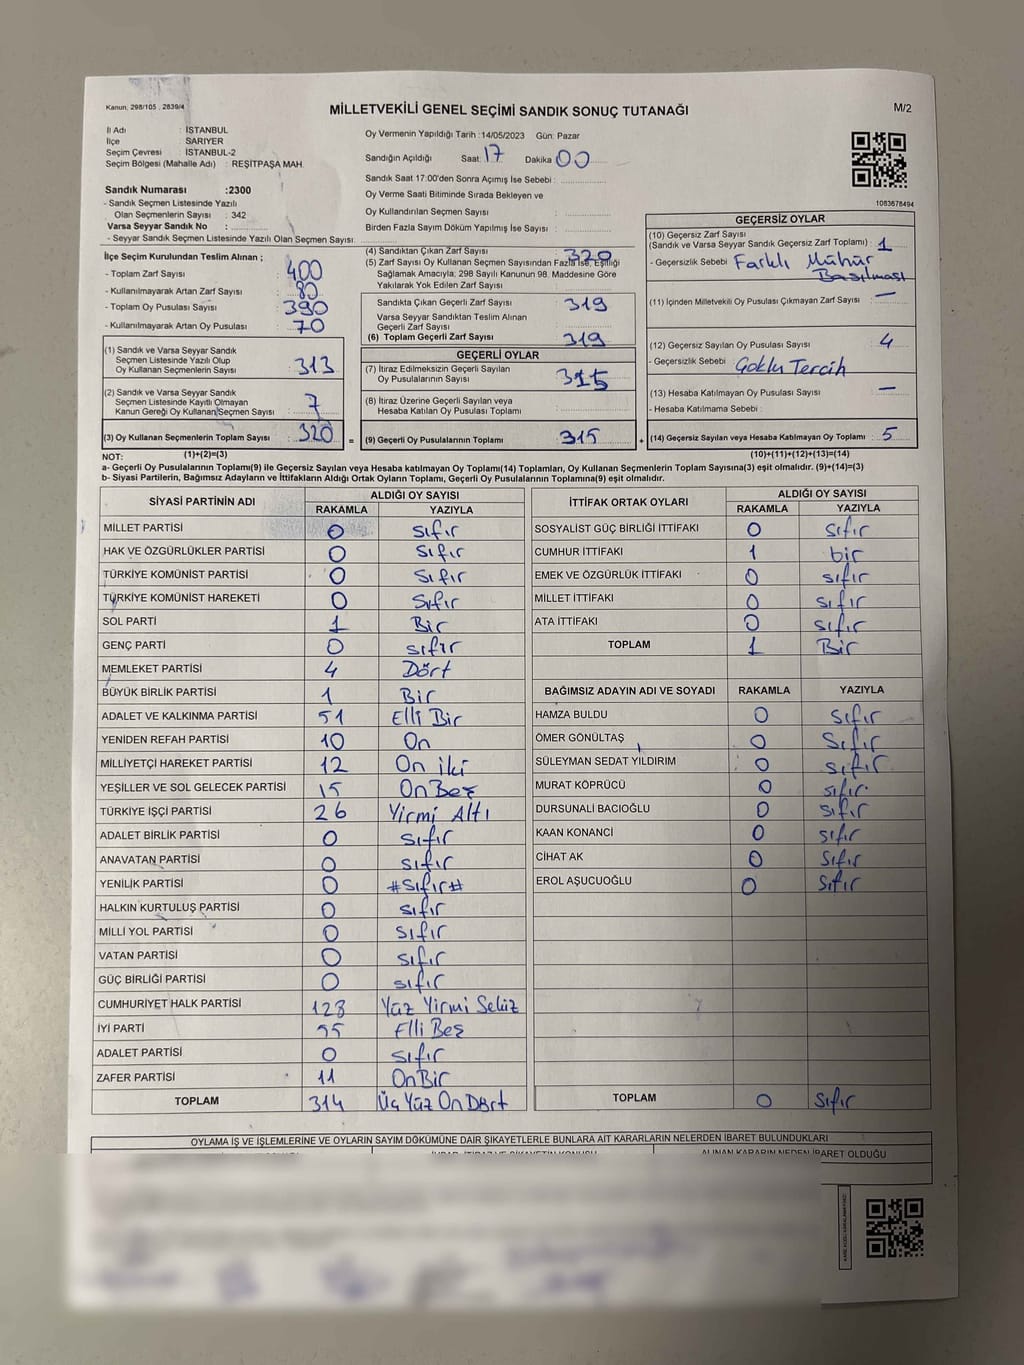 Kanun, 298/105 , 2839/4
MİLLETVEKİLİ GENEL SEÇİMİ SANDIK SONUÇ TUTANAĞI
M/2
İl Adı : İSTANBUL
İlçe : SARIYER
Seçim Çevresi : İSTANBUL-2
Seçim Bölgesi (Mahalle Adı) : REŞİTPAŞA MAH.
Oy Vermenin Yapıldığı Tarih :14/05/2023 Gün: Pazar
Sandığın Açıldığı Saat: 17 Dakika 00
Sandık Saat 17:00'den Sonra Açımış İse Sebebi :
Oy Verme Saati Bitiminde Sırada Bekleyen ve
Oy Kullandırılan Seçmen Sayısı :
Birden Fazla Sayım Döküm Yapılmış İse Sayısı :
Sandık Numarası :2300
- Sandık Seçmen Listesinde Yazılı
Olan Seçmenlerin Sayısı : 342
Varsa Seyyar Sandık No :
- Seyyar Sandık Seçmen Listesinde Yazılı Olan Seçmen Sayısı
İlçe Seçim Kurulundan Teslim Alınan ;
- Toplam Zarf Sayısı : 400
- Kullanılmayarak Artan Zarf Sayısı : 80
- Toplam Oy Pusulası Sayısı : 390
- Kullanılmayarak Artan Oy Pusulası : 70
(1) Sandık ve Varsa Seyyar Sandık
Seçmen Listesinde Yazılı Olup
Oy Kullanan Seçmenlerin Sayısı : 313
(2) Sandık ve Varsa Seyyar Sandık
Seçmen Listesinde Kayıtlı Olmayan
Kanun Gereği Oy Kullanan Seçmen Sayısı : 7
(3) Oy Kullanan Seçmenlerin Toplam Sayısı : 320 =
(4) Sandıktan Çıkan Zarf Sayısı : 320
(5) Zarf Sayısı Oy Kullanan Seçmen Sayısından Fazla İse, Eşitliği
Sağlamak Amacıyla; 298 Sayılı Kanunun 98. Maddesine Göre
Yakılarak Yok Edilen Zarf Sayısı :
Sandıkta Çıkan Geçerli Zarf Sayısı : 319
Varsa Seyyar Sandıktan Teslim Alınan
Geçerli Zarf Sayısı :
(6) Toplam Geçerli Zarf Sayısı : 319
GEÇERLİ OYLAR
(7) İtiraz Edilmeksizin Geçerli Sayılan
Oy Pusulalarının Sayısı : 315
(8) İtiraz Üzerine Geçerli Sayılan veya
Hesaba Katılan Oy Pusulası Toplamı :
(9) Geçerli Oy Pusulalarının Toplamı : 315 +
1083678494
GEÇERSİZ OYLAR
(10) Geçersiz Zarf Sayısı
(Sandık ve Varsa Seyyar Sandık Geçersiz Zarf Toplamı) : 1
- Geçersizlik Sebebi : Farklı Mühür
Basılması
(11) İçinden Milletvekili Oy Pusulası Çıkmayan Zarf Sayısı : —
(12) Geçersiz Sayılan Oy Pusulası Sayısı : 4
- Geçersizlik Sebebi : Çoklu Tercih
(13) Hesaba Katılmayan Oy Pusulası Sayısı : —
- Hesaba Katılmama Sebebi :
(14) Geçersiz Sayılan veya Hesaba Katılmayan Oy Toplamı : 5
NOT: (1)+(2)=(3) (10)+(11)+(12)+(13)=(14)
a- Geçerli Oy Pusulalarının Toplamı(9) ile Geçersiz Sayılan veya Hesaba katılmayan Oy Toplamı(14) Toplamları, Oy Kullanan Seçmenlerin Toplam Sayısına(3) eşit olmalıdır. (9)+(14)=(3)
b- Siyasi Partilerin, Bağımsız Adayların ve İttifakların Aldığı Oyların Toplamı, Geçerli Oy Pusulalarının Toplamına(9) eşit olmalıdır.
SİYASİ PARTİNİN ADI ALDIĞI OY SAYISI
RAKAMLA YAZIYLA
MİLLET PARTİSİ 0 sıfır
HAK VE ÖZGÜRLÜKLER PARTİSİ 0 Sıfır
TÜRKİYE KOMÜNİST PARTİSİ 0 Sıfır
TÜRKİYE KOMÜNİST HAREKETİ 0 Sıfır
SOL PARTİ 1 Bir
GENÇ PARTİ 0 sıfır
MEMLEKET PARTİSİ 4 Dört
BÜYÜK BİRLİK PARTİSİ 1 Bir
ADALET VE KALKINMA PARTİSİ 51 Elli Bir
YENİDEN REFAH PARTİSİ 10 On
MİLLİYETÇİ HAREKET PARTİSİ 12 On iki
YEŞİLLER VE SOL GELECEK PARTİSİ 15 On Beş
TÜRKİYE İŞÇİ PARTİSİ 26 Yirmi Altı
ADALET BİRLİK PARTİSİ 0 sıfır
ANAVATAN PARTİSİ 0 sıfır
YENİLİK PARTİSİ 0 #Sıfır#
HALKIN KURTULUŞ PARTİSİ 0 sıfır
MİLLİ YOL PARTİSİ 0 sıfır
VATAN PARTİSİ 0 sıfır
GÜÇ BİRLİĞİ PARTİSİ 0 sıfır
CUMHURİYET HALK PARTİSİ 128 Yüz Yirmi Sekiz
İYİ PARTİ 55 Elli Beş
ADALET PARTİSİ 0 sıfır
ZAFER PARTİSİ 11 On Bir
TOPLAM 314 Üç Yüz On Dört
İTTİFAK ORTAK OYLARI ALDIĞI OY SAYISI
RAKAMLA YAZIYLA
SOSYALİST GÜÇ BİRLİĞİ İTTİFAKI 0 sıfır
CUMHUR İTTİFAKI 1 bir
EMEK VE ÖZGÜRLÜK İTTİFAKI 0 sıfır
MİLLET İTTİFAKI 0 sıfır
ATA İTTİFAKI 0 sıfır
TOPLAM 1 Bir
BAĞIMSIZ ADAYIN ADI VE SOYADI RAKAMLA YAZIYLA
HAMZA BULDU 0 sıfır
ÖMER GÖNÜLTAŞ 0 Sıfır
SÜLEYMAN SEDAT YILDIRIM 0 sıfır
MURAT KÖPRÜCÜ 0 sıfır
DURSUNALİ BACIOĞLU 0 sıfır
KAAN KONANCİ 0 sıfır
CİHAT AK 0 Sıfır
EROL AŞUCUOĞLU 0 Sıfır
TOPLAM 0 Sıfır
OYLAMA İŞ VE İŞLEMLERİNE VE OYLARIN SAYIM DÖKÜMÜNE DAİR ŞİKAYETLERLE BUNLARA AİT KARARLARIN NELERDEN İBARET BULUNDUKLARI
ALINAN KARARIN NEDEN İBARET OLDUĞU